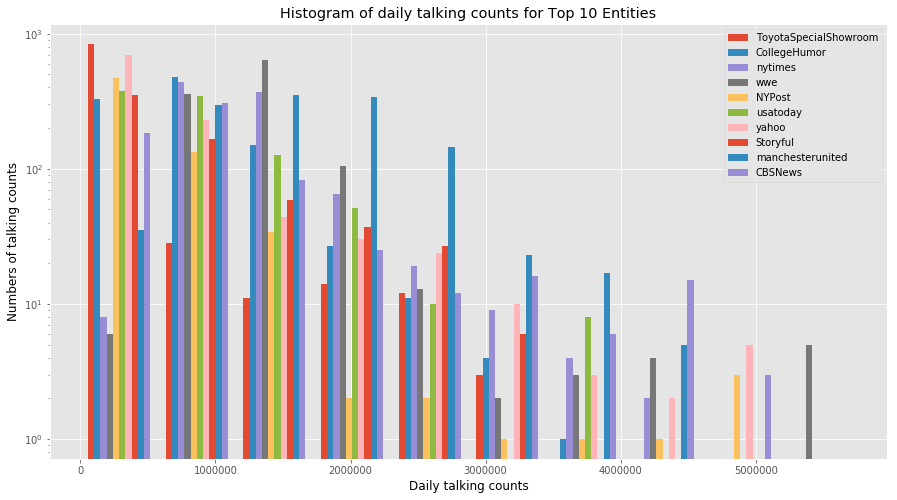 Histogram of daily talking counts for Top 10 Entities
ToyotaSpecialShowroom
CollegeHumor
nytimes
wwe
NYPost
usatoday
yahoo
Storyful
manchesterunited
CBSNews
Numbers of talking counts
10³
10²
10¹
10⁰
0 1000000 2000000 3000000 4000000 5000000
Daily talking counts